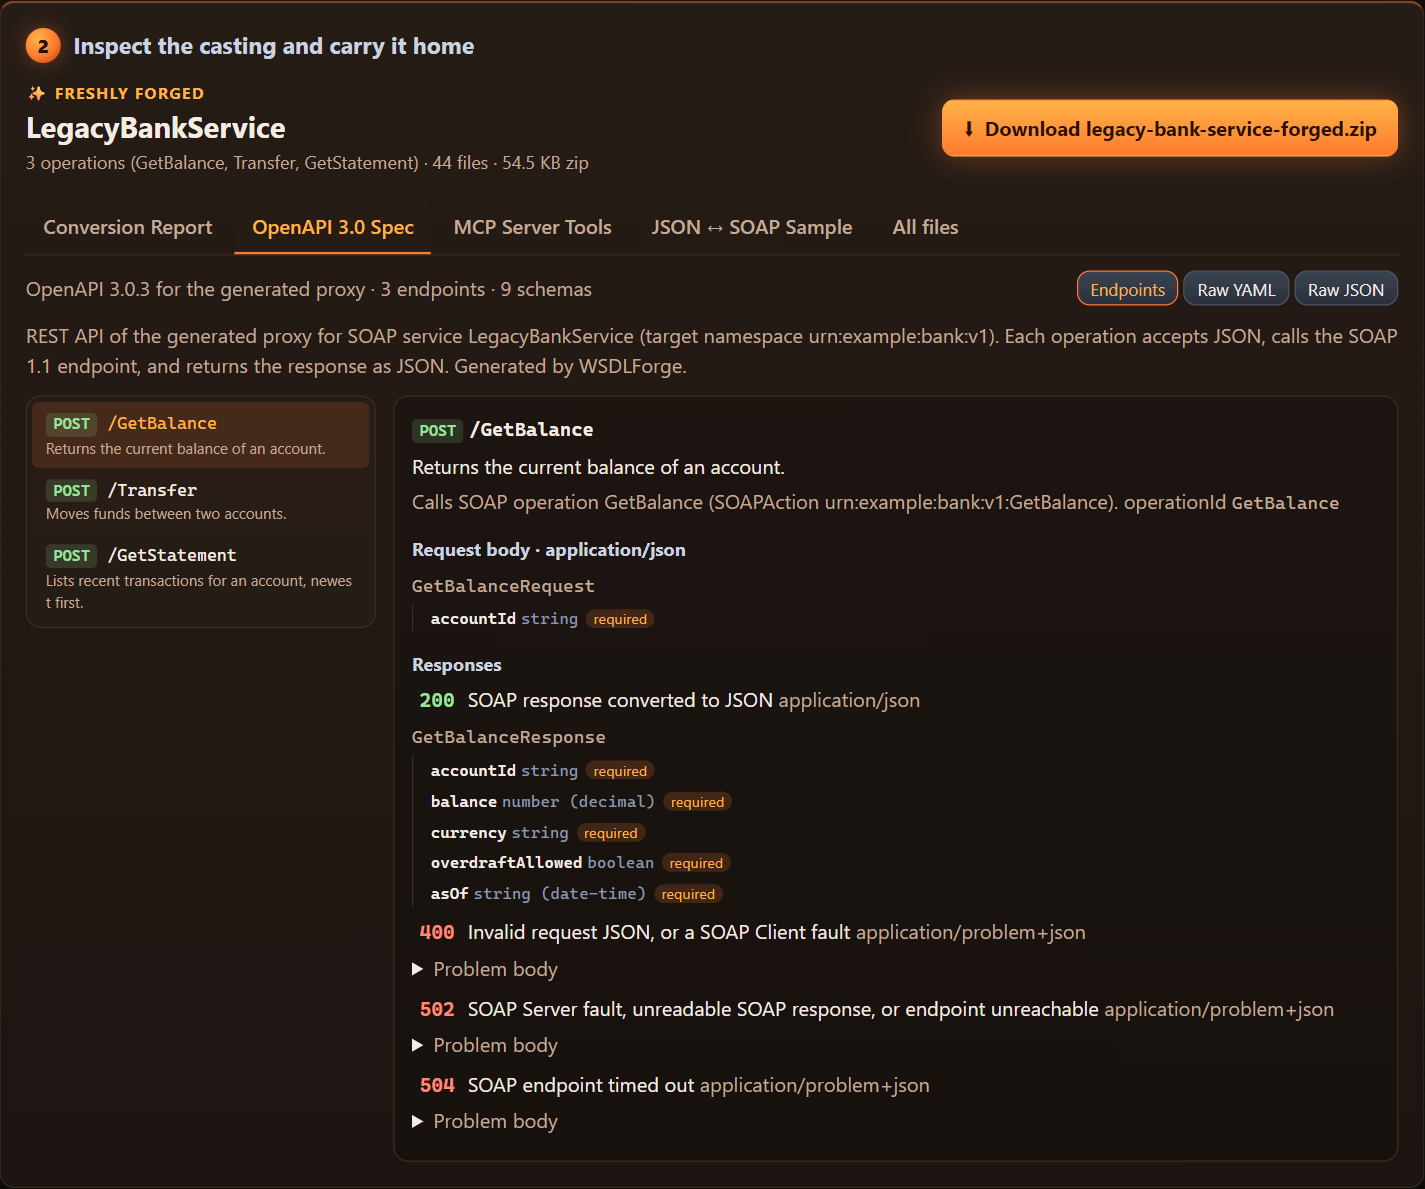 2 Inspect the casting and carry it home
✨ FRESHLY FORGED
LegacyBankService
3 operations (GetBalance, Transfer, GetStatement) · 44 files · 54.5 KB zip
⬇ Download legacy-bank-service-forged.zip
Conversion Report OpenAPI 3.0 Spec MCP Server Tools JSON ↔ SOAP Sample All files
OpenAPI 3.0.3 for the generated proxy · 3 endpoints · 9 schemas
Endpoints Raw YAML Raw JSON
REST API of the generated proxy for SOAP service LegacyBankService (target namespace urn:example:bank:v1). Each operation accepts JSON, calls the SOAP
1.1 endpoint, and returns the response as JSON. Generated by WSDLForge.
POST /GetBalance
Returns the current balance of an account.
POST /Transfer
Moves funds between two accounts.
POST /GetStatement
Lists recent transactions for an account, newes
t first.
POST /GetBalance
Returns the current balance of an account.
Calls SOAP operation GetBalance (SOAPAction urn:example:bank:v1:GetBalance). operationId GetBalance
Request body · application/json
GetBalanceRequest
accountId string required
Responses
200 SOAP response converted to JSON application/json
GetBalanceResponse
accountId string required
balance number (decimal) required
currency string required
overdraftAllowed boolean required
asOf string (date-time) required
400 Invalid request JSON, or a SOAP Client fault application/problem+json
▶ Problem body
502 SOAP Server fault, unreadable SOAP response, or endpoint unreachable application/problem+json
▶ Problem body
504 SOAP endpoint timed out application/problem+json
▶ Problem body